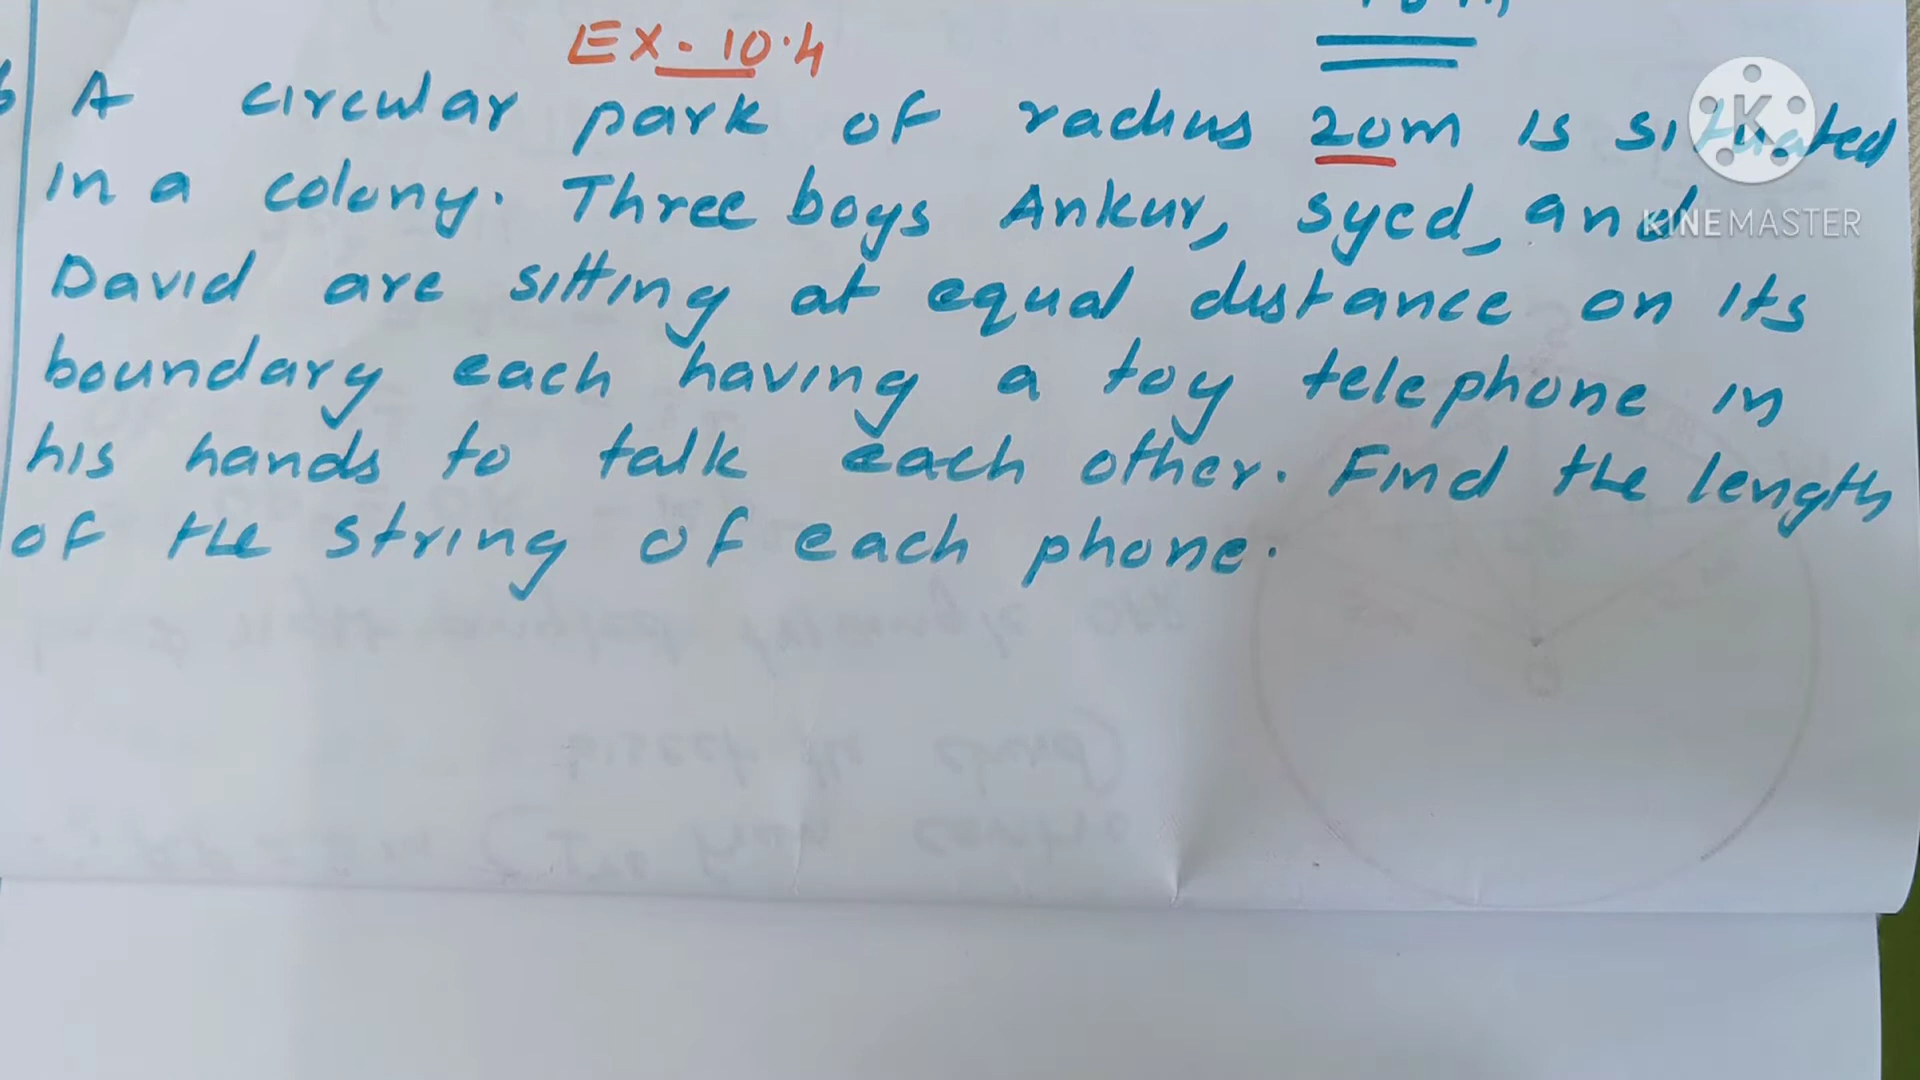 Ex- 10.4
A circular park of radius 20m is situated
in a colony. Three boys Ankur, syed, and
David are sitting at equal distance on its
boundary each having a toy telephone in
his hands to talk each other. Find the length
of the string of each phone.
KINEMASTER